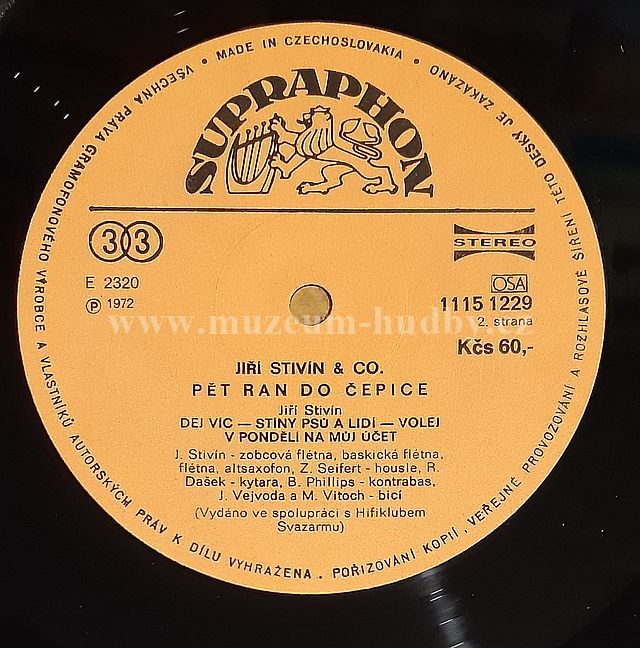 VŠECHNA PRÁVA GRAMOFONOVÉHO VÝROBCE A VLASTNÍKŮ AUTORSKÝCH PRÁV K DÍLU VYHRAŽENA . POŘIZOVÁNÍ KOPIÍ , VEŘEJNÉ PROVOZOVÁNÍ A ROZHLASOVÉ ŠÍŘENÍ TÉTO DESKY JE ZAKÁZÁNO • MADE IN CZECHOSLOVAKIA •
SUPRAPHON
33
STEREO
E 2320
OSA
Ⓟ 1972
1115 1229
www.muzeum-hudby.cz
2. strana
Kčs 60,-
JIŘÍ STIVÍN & CO.
PĚT RAN DO ČEPICE
Jiří Stivín
DEJ VÍC — STÍNY PSŮ A LIDÍ — VOLEJ
V PONDĚLÍ NA MŮJ ÚČET
J. Stivín - zobcová flétna, baskická flétna,
flétna, altsaxofon, Z. Seifert - housle, R.
Dašek - kytara, B. Phillips - kontrabas,
J. Vejvoda a M. Vitoch - bicí
(Vydáno ve spolupráci s Hifiklubem
Svazarmu)